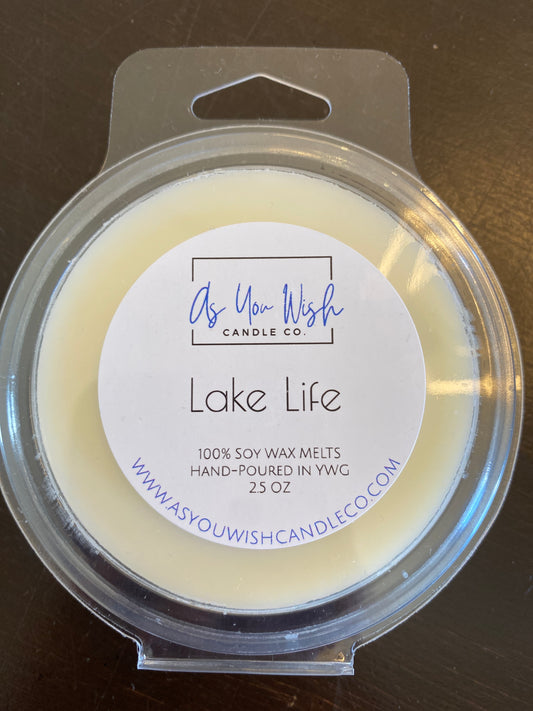 As You Wish
CANDLE CO.
Lake Life
100% SOY WAX MELTS
HAND-POURED IN YWG
2.5 OZ
WWW.ASYOUWISHCANDLECO.COM